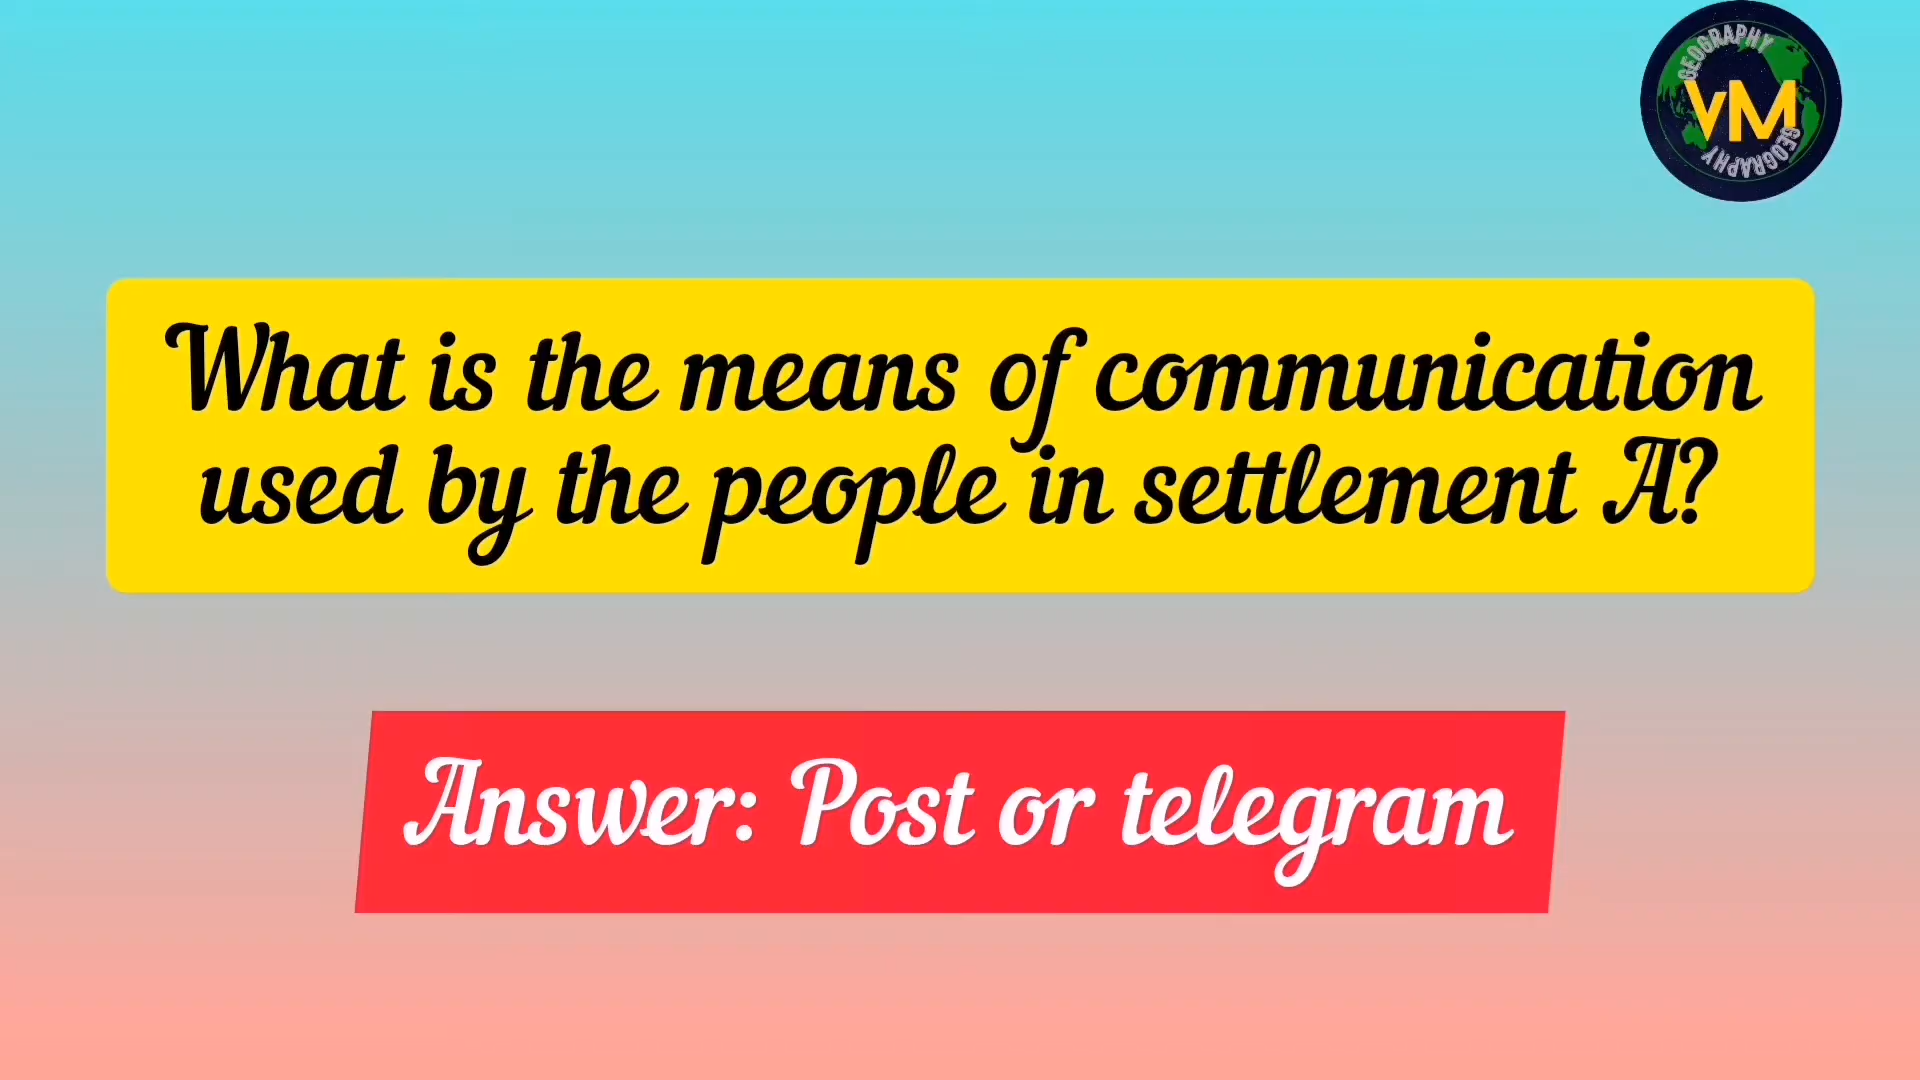 GEOGRAPHY
VM
GEOGRAPHY
What is the means of communication
used by the people in settlement A?
Answer: Post or telegram